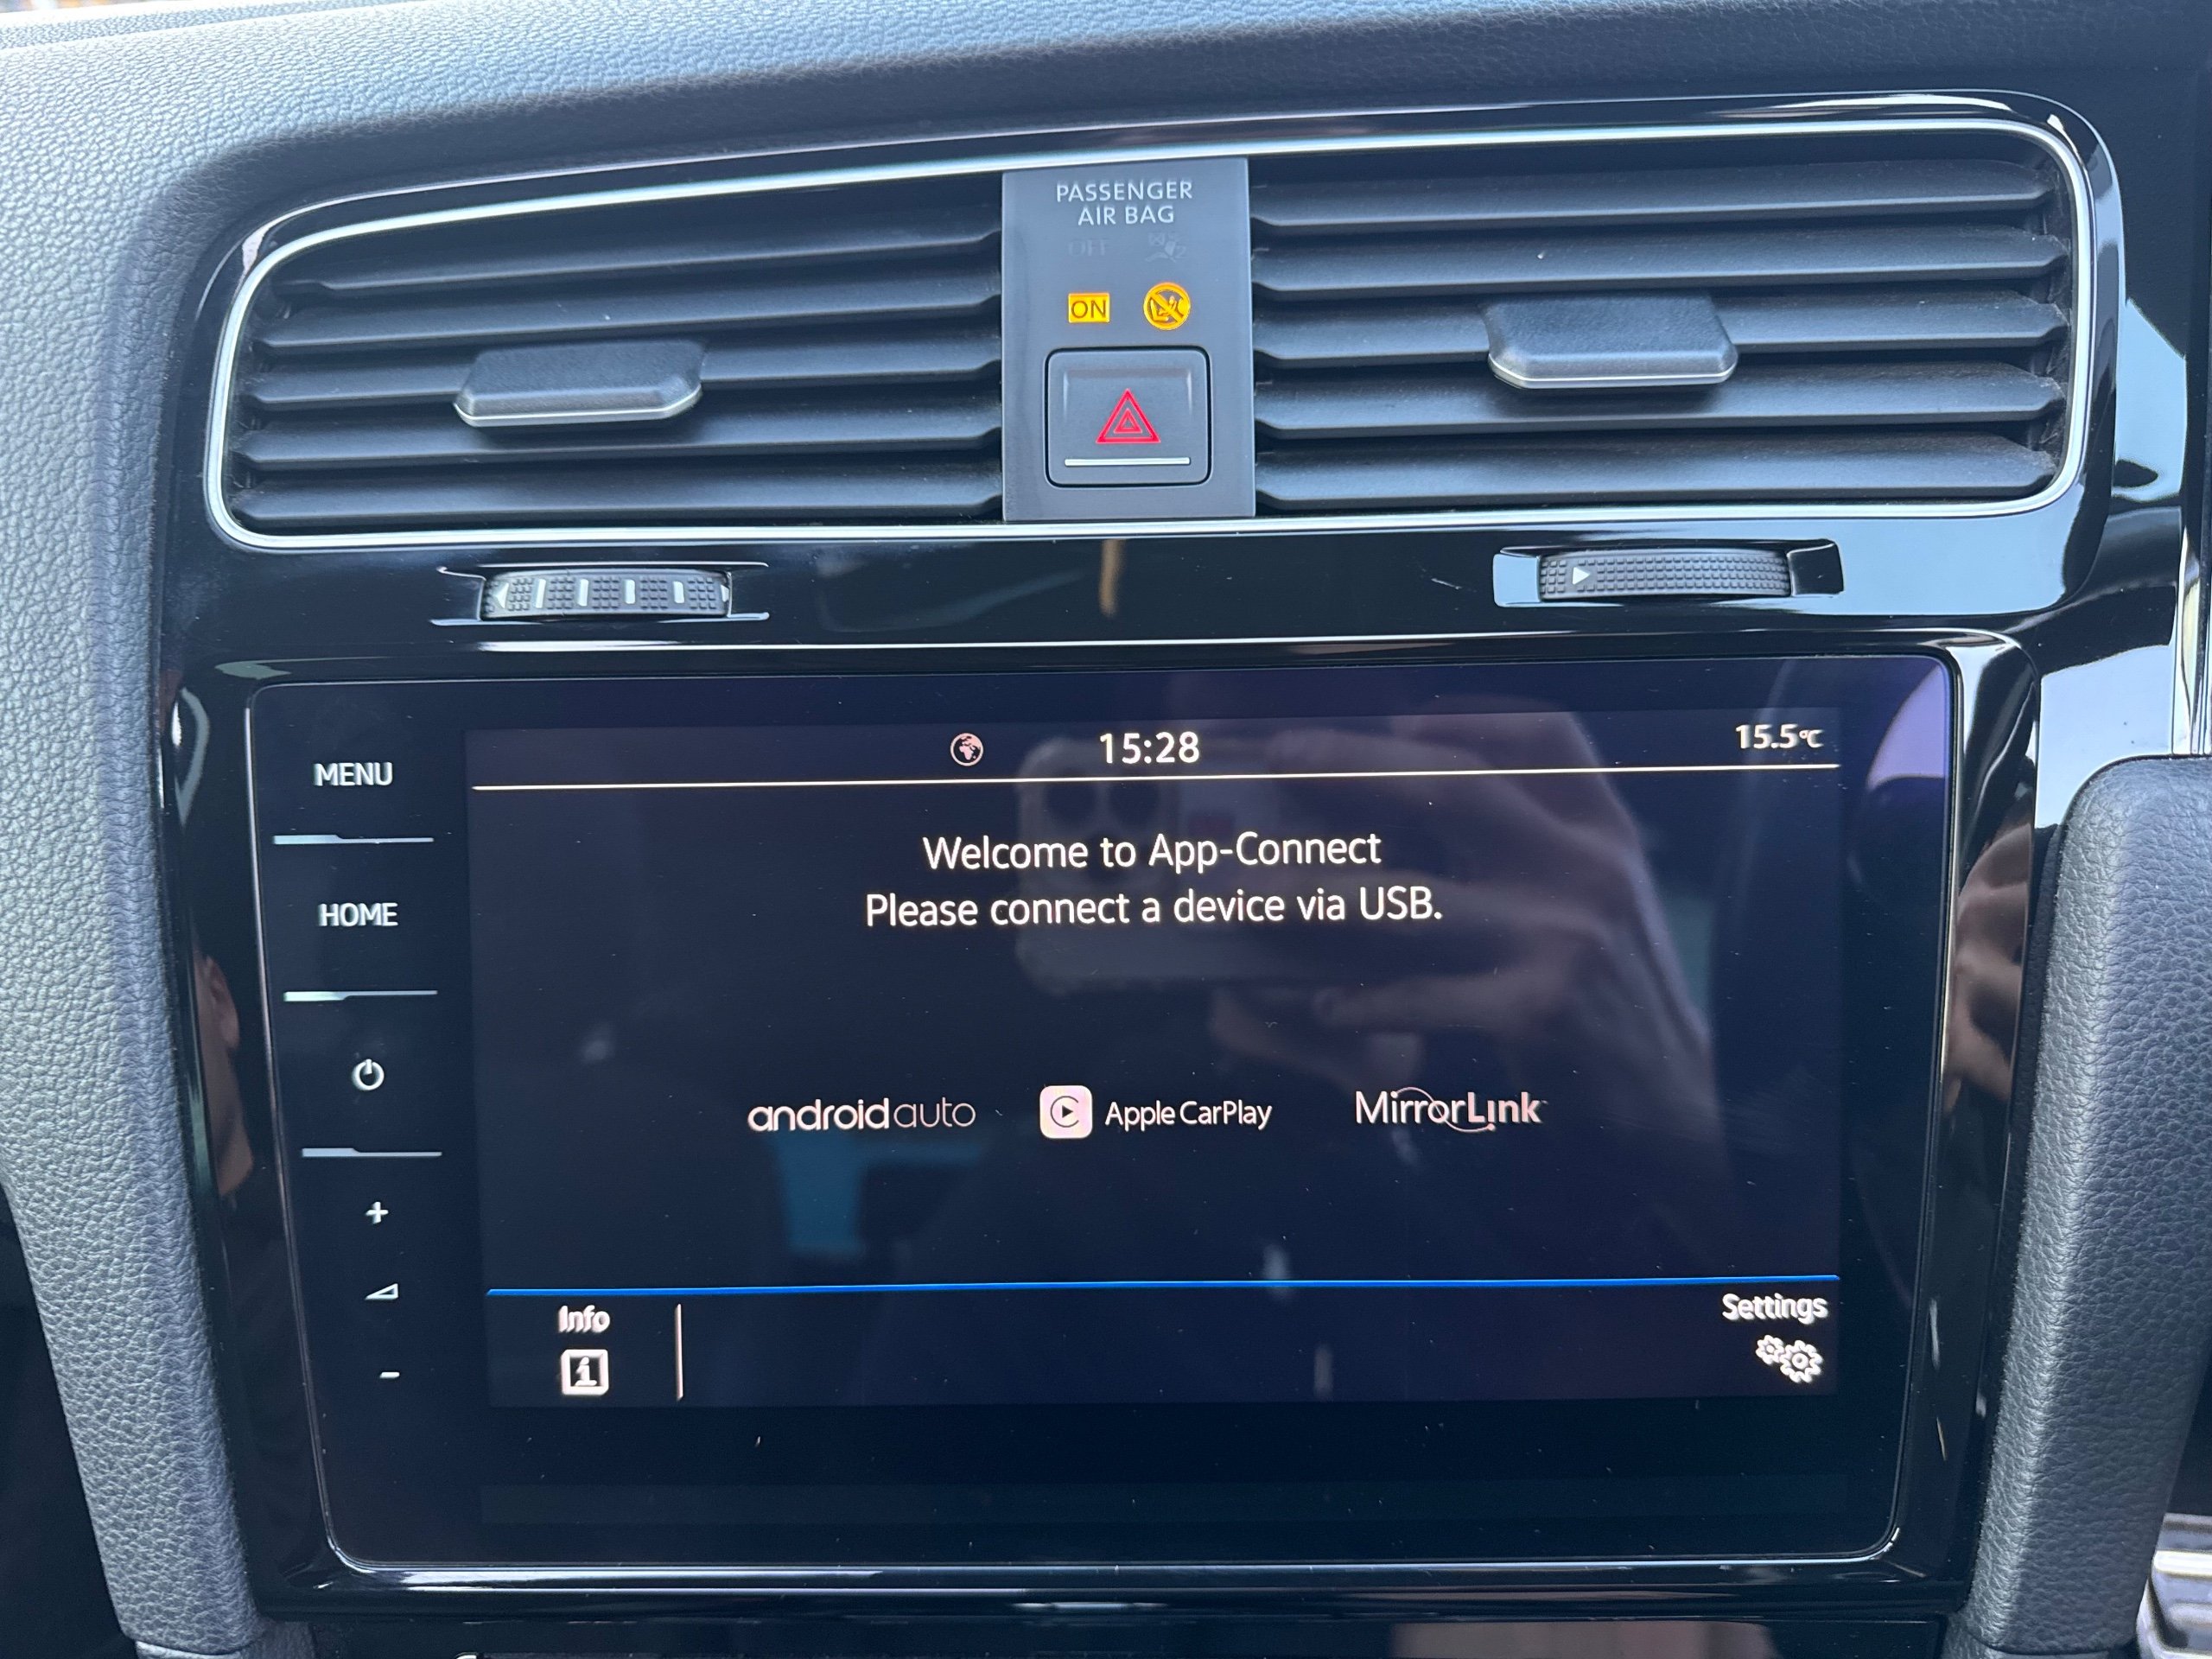 PASSENGER
AIR BAG
OFF
ON
MENU
HOME
15:28
15.5°C
Welcome to App-Connect
Please connect a device via USB.
androidauto
Apple CarPlay
MirrorLink
Info
Settings